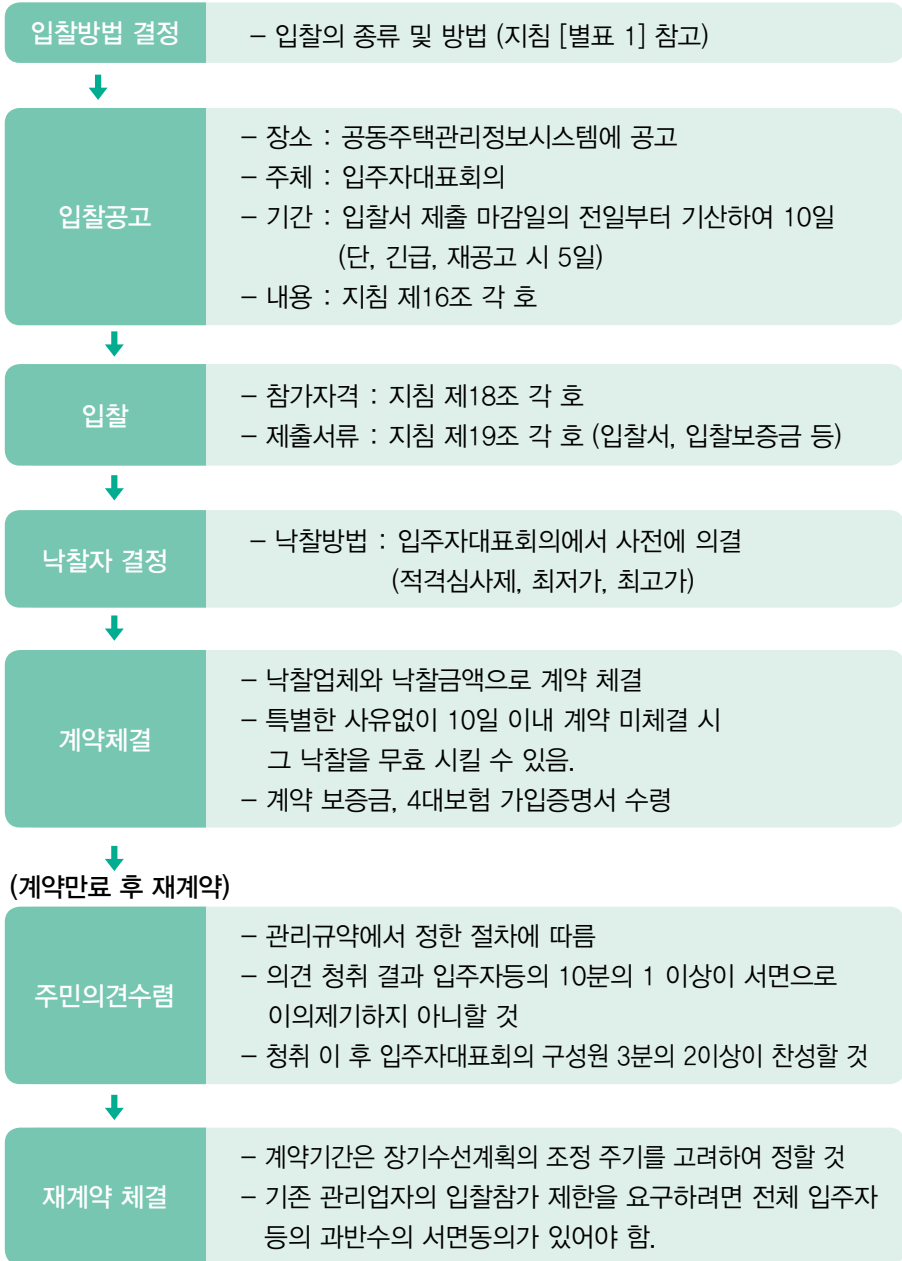 입찰방법 결정
– 입찰의 종류 및 방법 (지침 [별표 1] 참고)
입찰공고
– 장소 : 공동주택관리정보시스템에 공고
– 주체 : 입주자대표회의
– 기간 : 입찰서 제출 마감일의 전일부터 기산하여 10일
(단, 긴급, 재공고 시 5일)
– 내용 : 지침 제16조 각 호
입찰
– 참가자격 : 지침 제18조 각 호
– 제출서류 : 지침 제19조 각 호 (입찰서, 입찰보증금 등)
낙찰자 결정
– 낙찰방법 : 입주자대표회의에서 사전에 의결
(적격심사제, 최저가, 최고가)
계약체결
– 낙찰업체와 낙찰금액으로 계약 체결
– 특별한 사유없이 10일 이내 계약 미체결 시
그 낙찰을 무효 시킬 수 있음.
– 계약 보증금, 4대보험 가입증명서 수령
(계약만료 후 재계약)
주민의견수렴
– 관리규약에서 정한 절차에 따름
– 의견 청취 결과 입주자등의 10분의 1 이상이 서면으로
이의제기하지 아니할 것
– 청취 이 후 입주자대표회의 구성원 3분의 2이상이 찬성할 것
재계약 체결
– 계약기간은 장기수선계획의 조정 주기를 고려하여 정할 것
– 기존 관리업자의 입찰참가 제한을 요구하려면 전체 입주자
등의 과반수의 서면동의가 있어야 함.